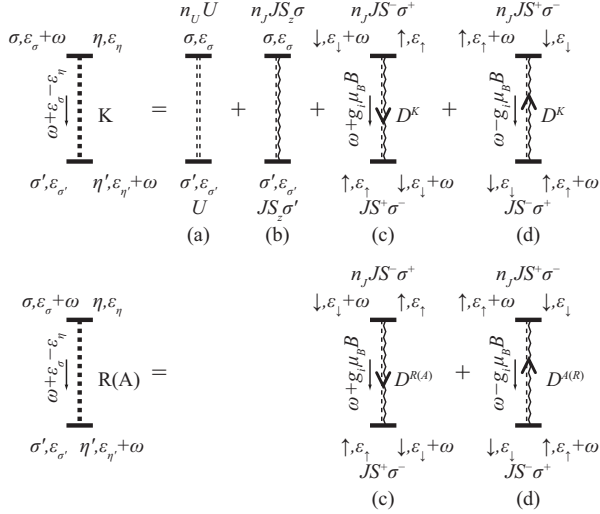 n_U U n_J JS_z σ n_J JS⁻σ⁺ n_J JS⁺σ⁻
σ,ε_σ+ω η,ε_η σ,ε_σ σ,ε_σ ↓,ε_↓+ω ↑,ε_↑ ↑,ε_↑+ω ↓,ε_↓
ω+ε_σ−ε_η K = + + ω+g_i μ_B B D^K + ω−g_i μ_B B D^K
σ′,ε_σ′ η′,ε_η′+ω σ′,ε_σ′ σ′,ε_σ′ ↑,ε_↑ ↓,ε_↓+ω ↓,ε_↓ ↑,ε_↑+ω
U JS_z σ′ JS⁺σ⁻ JS⁻σ⁺
(a) (b) (c) (d)
n_J JS⁻σ⁺ n_J JS⁺σ⁻
σ,ε_σ+ω η,ε_η ↓,ε_↓+ω ↑,ε_↑ ↑,ε_↑+ω ↓,ε_↓
ω+ε_σ−ε_η R(A) = ω+g_i μ_B B D^{R(A)} + ω−g_i μ_B B D^{A(R)}
σ′,ε_σ′ η′,ε_η′+ω ↑,ε_↑ ↓,ε_↓+ω ↓,ε_↓ ↑,ε_↑+ω
JS⁺σ⁻ JS⁻σ⁺
(c) (d)